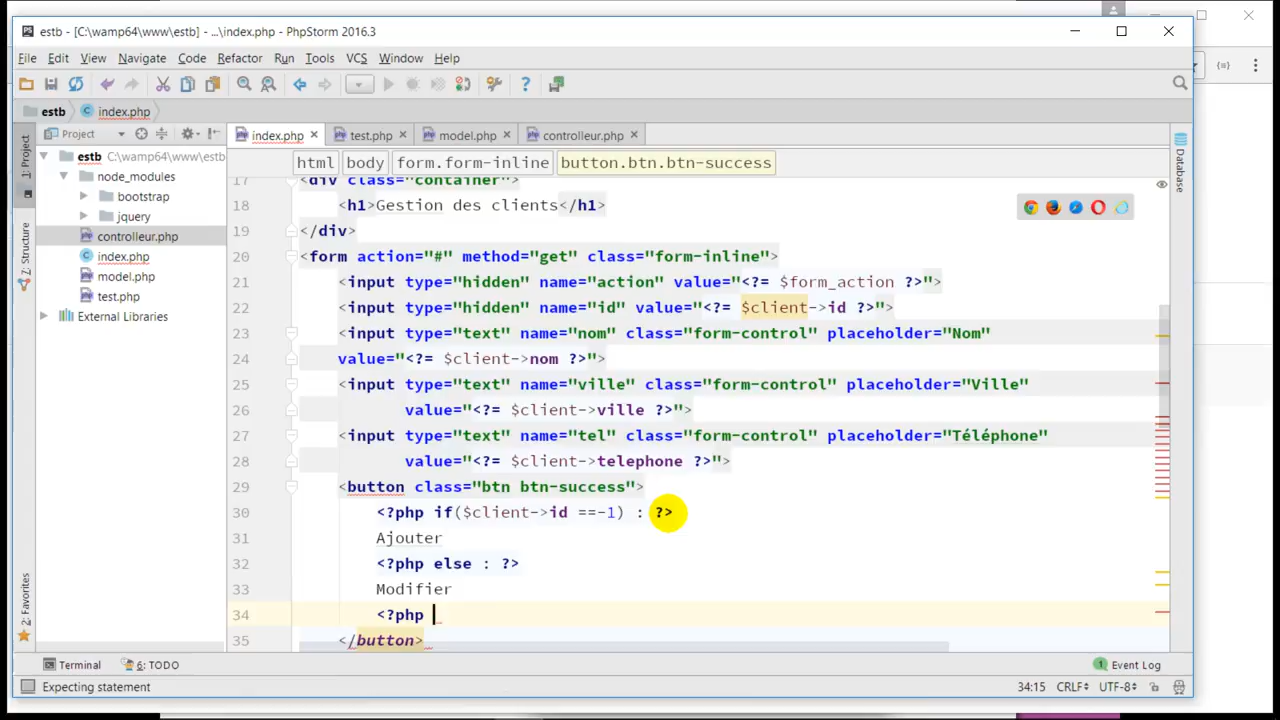 estb - [C:\wamp64\www\estb] - ...\index.php - PhpStorm 2016.3
File Edit View Navigate Code Refactor Run Tools VCS Window Help
estb index.php
Project
index.php test.php model.php controlleur.php
html body form.form-inline button.btn.btn-success
1: Project
Z: Structure
2: Favorites
Database
estb C:\wamp64\www\estb
node_modules
bootstrap
jquery
controlleur.php
index.php
model.php
test.php
External Libraries
17 <div class="container">
18 <h1>Gestion des clients</h1>
19 </div>
20 <form action="#" method="get" class="form-inline">
21 <input type="hidden" name="action" value="<?= $form_action ?>">
22 <input type="hidden" name="id" value="<?= $client->id ?>">
23 <input type="text" name="nom" class="form-control" placeholder="Nom"
24 value="<?= $client->nom ?>">
25 <input type="text" name="ville" class="form-control" placeholder="Ville"
26 value="<?= $client->ville ?>">
27 <input type="text" name="tel" class="form-control" placeholder="Téléphone"
28 value="<?= $client->telephone ?>">
29 <button class="btn btn-success">
30 <?php if($client->id ==-1) : ?>
31 Ajouter
32 <?php else : ?>
33 Modifier
34 <?php
35 </button>
Terminal 6: TODO 1 Event Log
Expecting statement 34:15 CRLF UTF-8